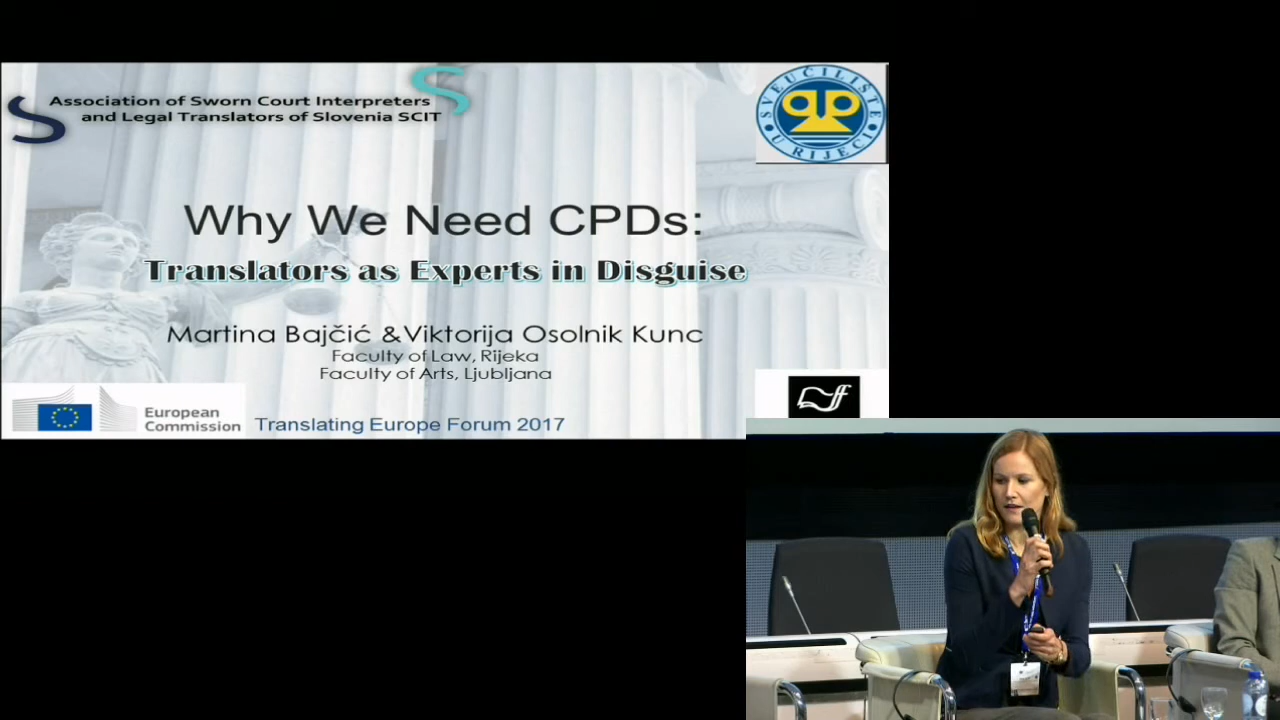 Association of Sworn Court Interpreters
and Legal Translators of Slovenia SCIT
SVEUČILIŠTE U RIJECI
Why We Need CPDs:
Translators as Experts in Disguise
Martina Bajčić &Viktorija Osolnik Kunc
Faculty of Law, Rijeka
Faculty of Arts, Ljubljana
European
Commission
Translating Europe Forum 2017